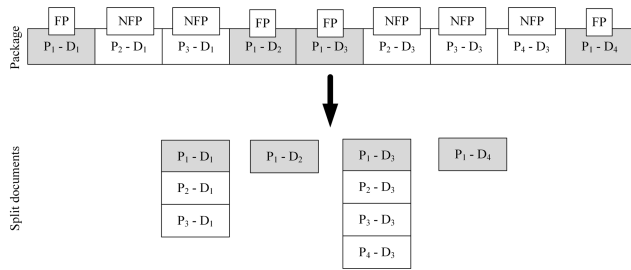 FP NFP NFP FP FP NFP NFP NFP FP
Package
P₁ - D₁ P₂ - D₁ P₃ - D₁ P₁ - D₂ P₁ - D₃ P₂ - D₃ P₃ - D₃ P₄ - D₃ P₁ - D₄
Split documents
P₁ - D₁ P₁ - D₂ P₁ - D₃ P₁ - D₄
P₂ - D₁ P₂ - D₃
P₃ - D₁ P₃ - D₃
P₄ - D₃